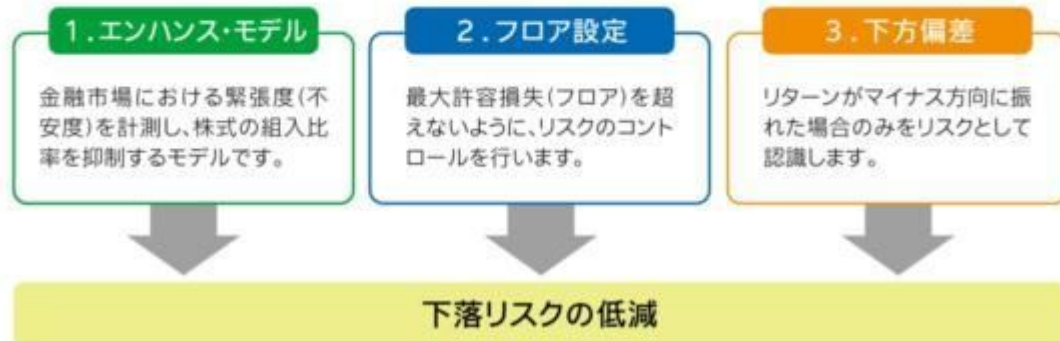 1.エンハンス・モデル
金融市場における緊張度(不
安度)を計測し、株式の組入比
率を抑制するモデルです。
2.フロア設定
最大許容損失(フロア)を超
えないように、リスクのコント
ロールを行います。
3.下方偏差
リターンがマイナス方向に振
れた場合のみをリスクとして
認識します。
下落リスクの低減